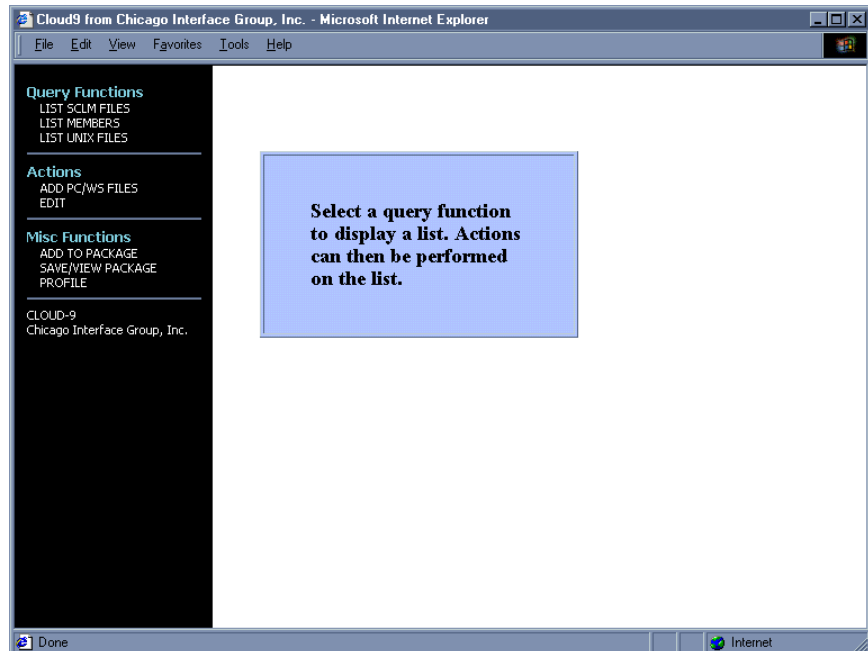 Cloud9 from Chicago Interface Group, Inc. - Microsoft Internet Explorer
File Edit View Favorites Tools Help
Query Functions
LIST SCLM FILES
LIST MEMBERS
LIST UNIX FILES
Actions
ADD PC/WS FILES
EDIT
Misc Functions
ADD TO PACKAGE
SAVE/VIEW PACKAGE
PROFILE
CLOUD-9
Chicago Interface Group, Inc.
Select a query function
to display a list. Actions
can then be performed
on the list.
Done
Internet